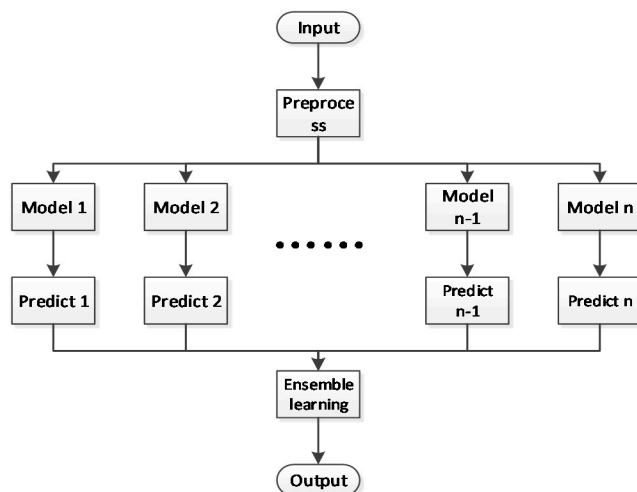 Input
Preproce
ss
Model 1
Model 2
Model
n-1
Model n
Predict 1
Predict 2
Predict
n-1
Predict n
Ensemble
learning
Output